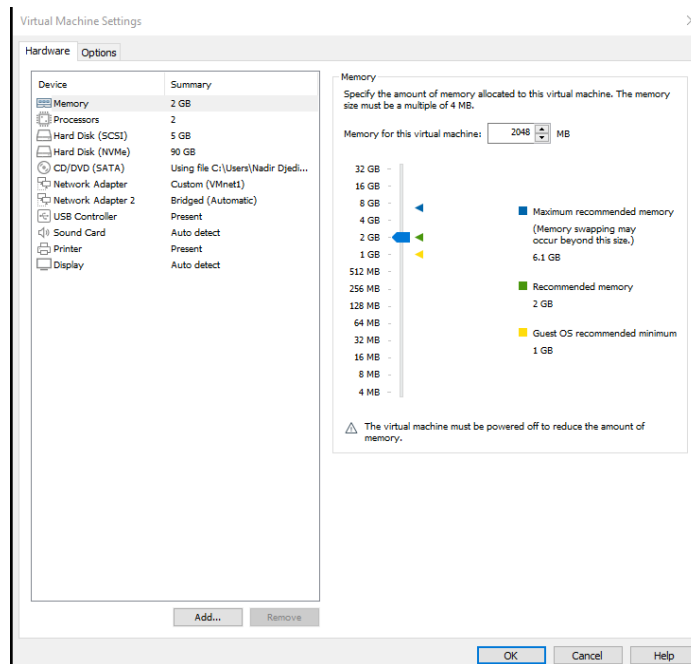 Virtual Machine Settings
Hardware Options
Device Summary
Memory 2 GB
Processors 2
Hard Disk (SCSI) 5 GB
Hard Disk (NVMe) 90 GB
CD/DVD (SATA) Using file C:\Users\Nadir Djedi...
Network Adapter Custom (VMnet1)
Network Adapter 2 Bridged (Automatic)
USB Controller Present
Sound Card Auto detect
Printer Present
Display Auto detect
Add... Remove
Memory
Specify the amount of memory allocated to this virtual machine. The memory
size must be a multiple of 4 MB.
Memory for this virtual machine: 2048 MB
32 GB
16 GB
8 GB
4 GB
2 GB
1 GB
512 MB
256 MB
128 MB
64 MB
32 MB
16 MB
8 MB
4 MB
Maximum recommended memory
(Memory swapping may
occur beyond this size.)
6.1 GB
Recommended memory
2 GB
Guest OS recommended minimum
1 GB
The virtual machine must be powered off to reduce the amount of
memory.
OK Cancel Help